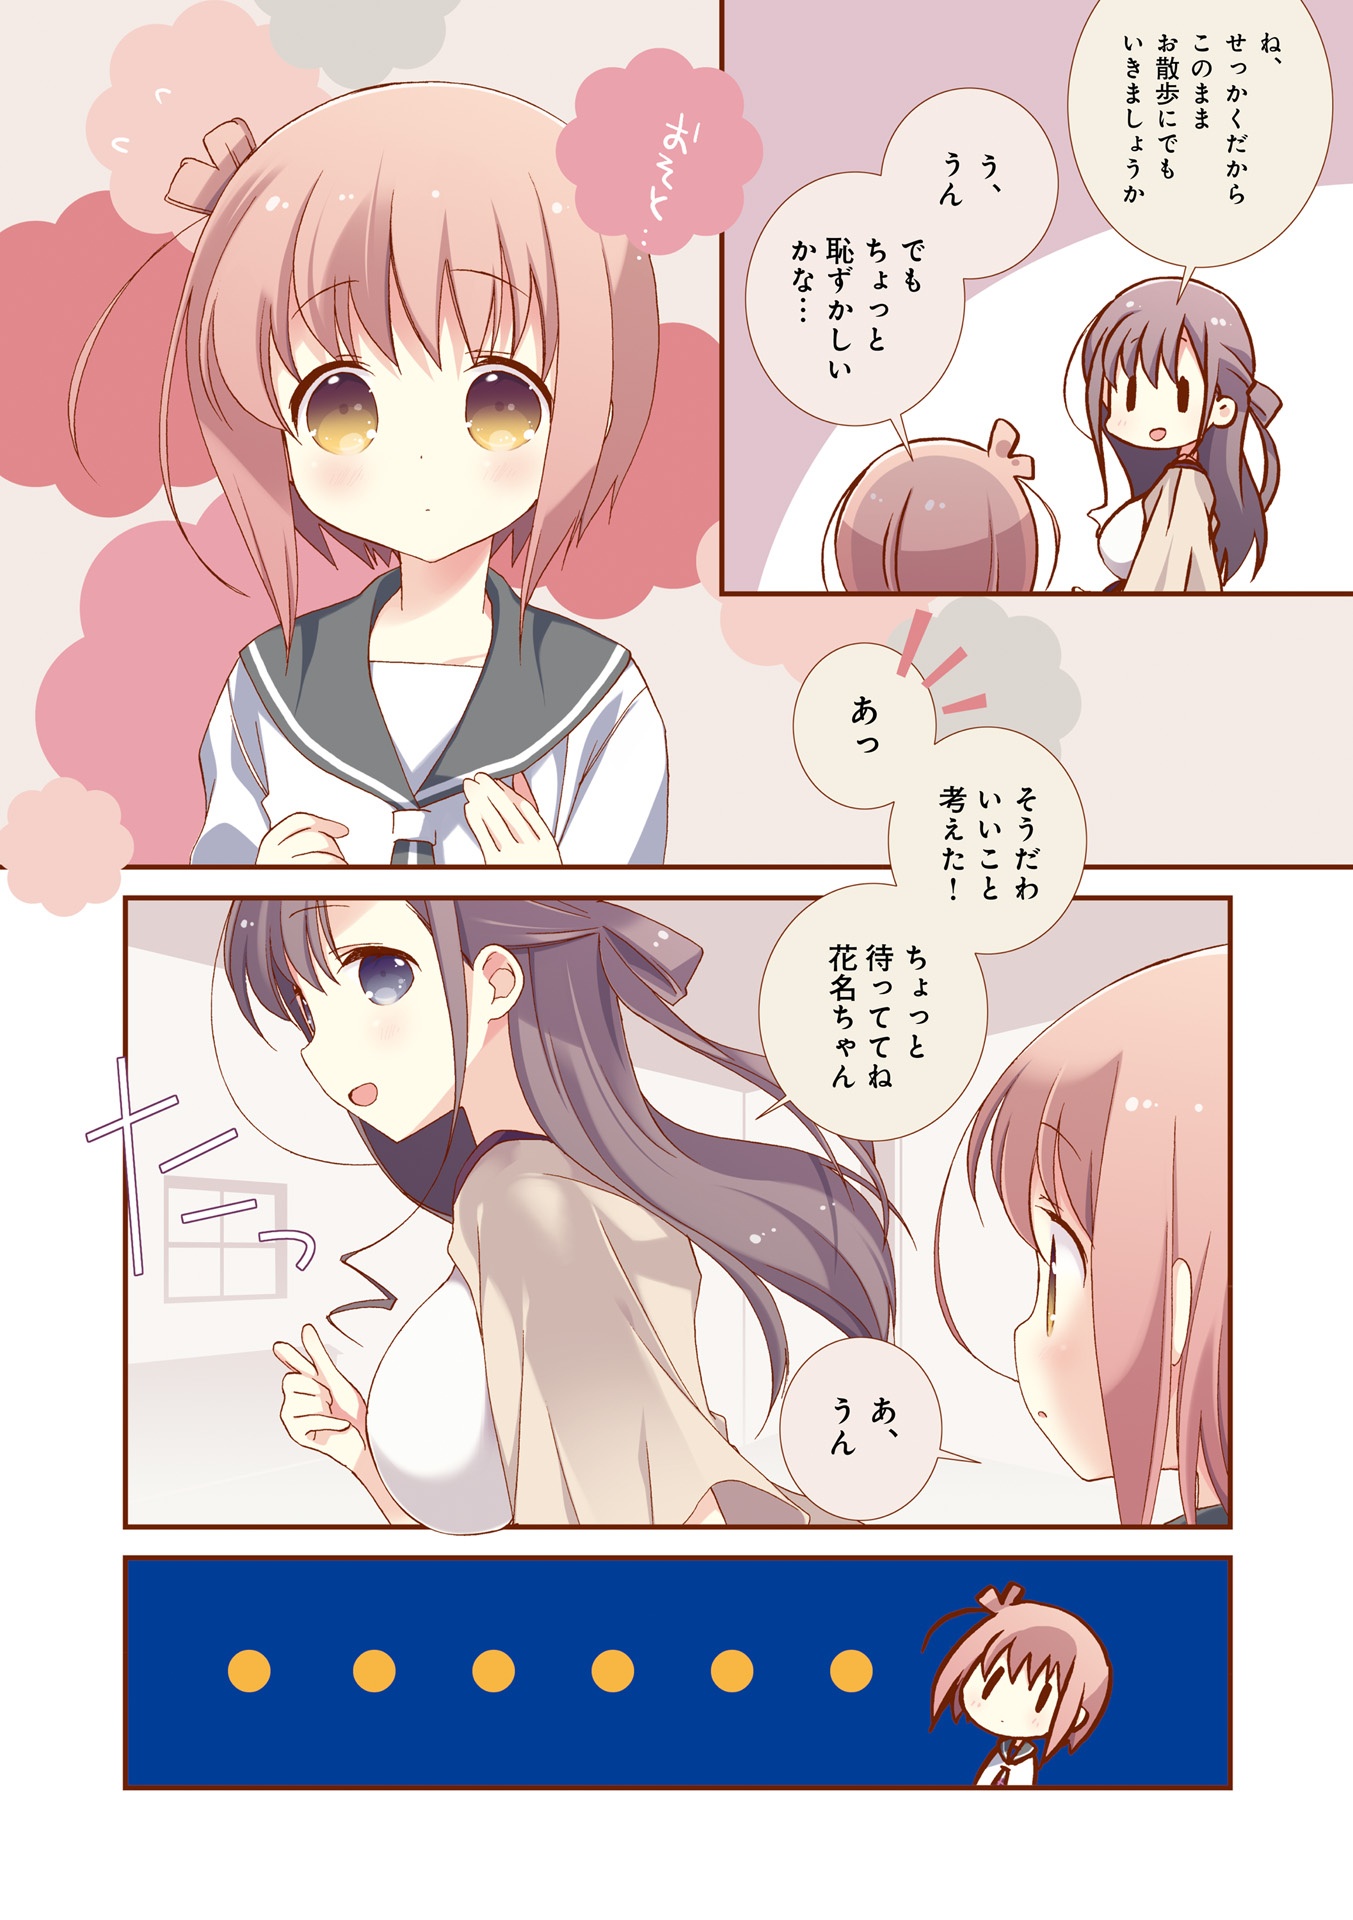 ね、
せっかくだから
このまま
お散歩にでも
いきましょうか
う、
うん
でも
ちょっと
恥ずかしい
かな…
おそと…
あっ
そうだわ
いいこと
考えた！
ちょっと
待っててね
花名ちゃん
だーっ
あ、
うん